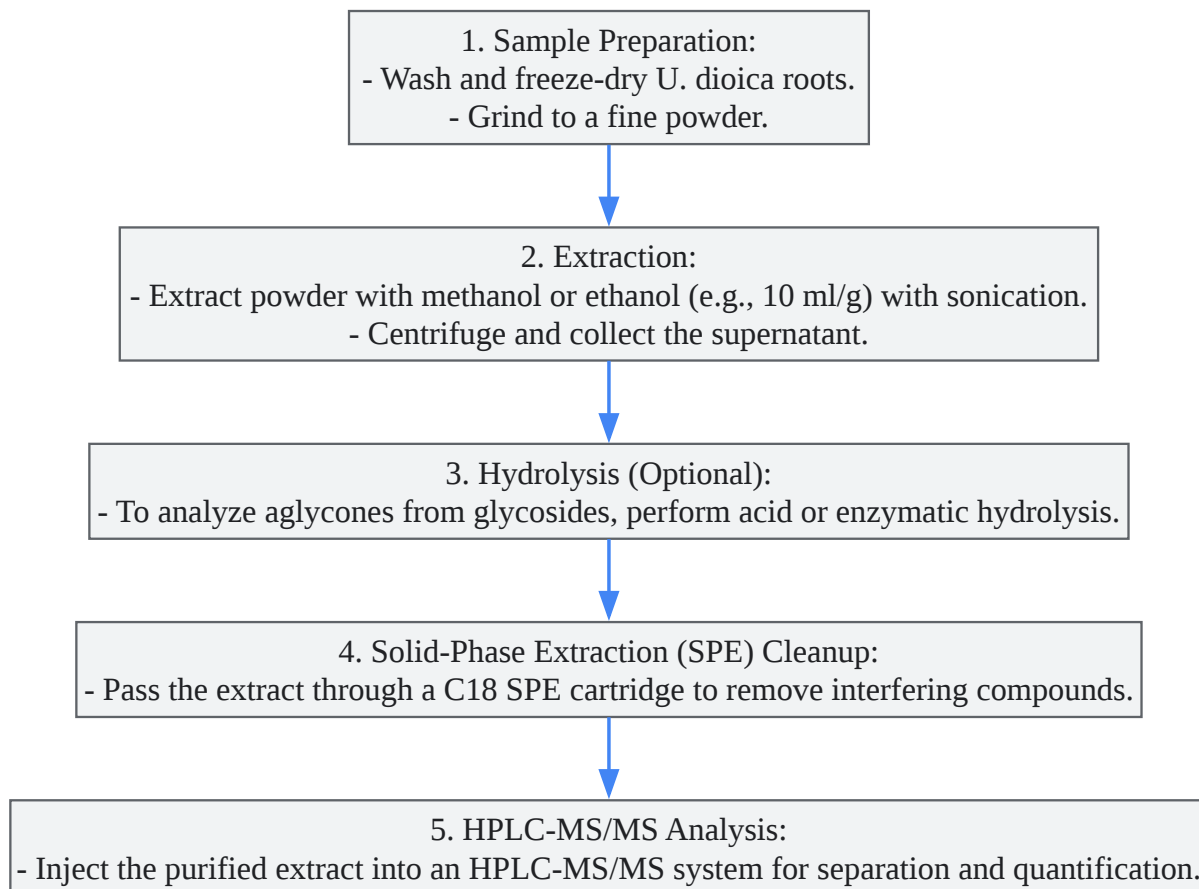 1. Sample Preparation:
- Wash and freeze-dry U. dioica roots.
- Grind to a fine powder.
2. Extraction:
- Extract powder with methanol or ethanol (e.g., 10 ml/g) with sonication.
- Centrifuge and collect the supernatant.
3. Hydrolysis (Optional):
- To analyze aglycones from glycosides, perform acid or enzymatic hydrolysis.
4. Solid-Phase Extraction (SPE) Cleanup:
- Pass the extract through a C18 SPE cartridge to remove interfering compounds.
5. HPLC-MS/MS Analysis:
- Inject the purified extract into an HPLC-MS/MS system for separation and quantification.